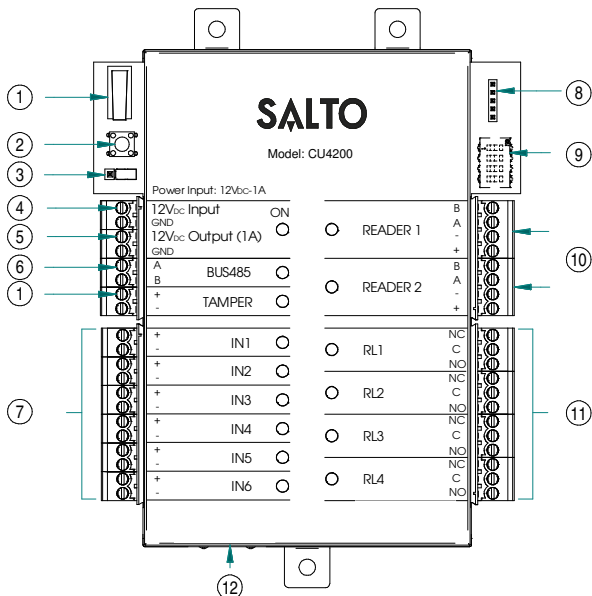 SALTO
Model: CU4200
Power Input: 12VDC-1A
12VDC Input
ON
GND
12VDC Output (1A)
GND
A
B
BUS485
+
-
TAMPER
+
-
IN1
+
-
IN2
+
-
IN3
+
-
IN4
+
-
IN5
+
-
IN6
READER 1
B
A
-
+
READER 2
B
A
-
+
RL1
NC
C
NO
RL2
NC
C
NO
RL3
NC
C
NO
RL4
NC
C
NO
1
2
3
4
5
6
1
7
8
9
10
11
12